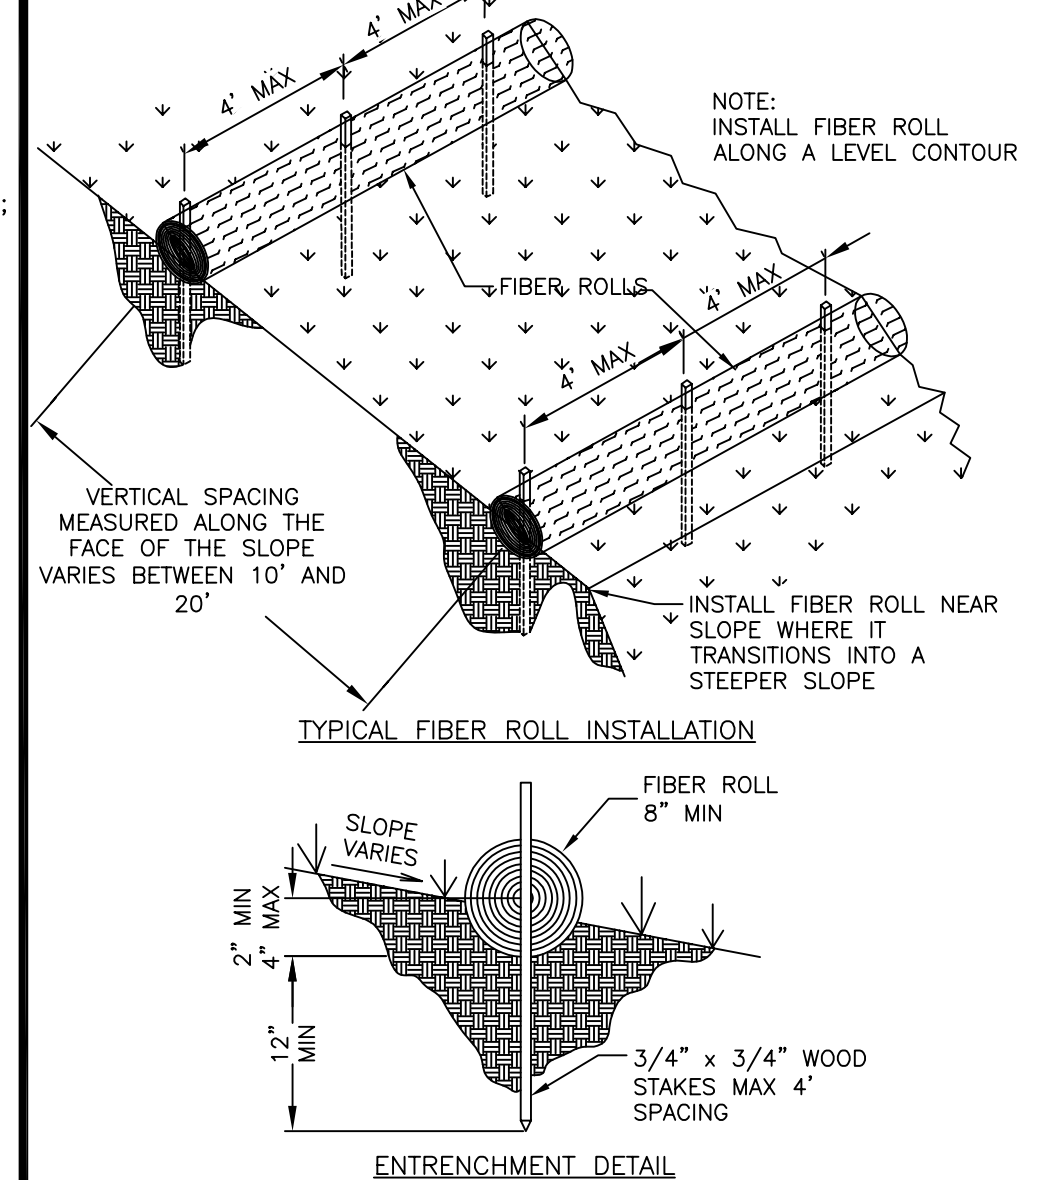 4' MAX
4' MAX
NOTE:
INSTALL FIBER ROLL
ALONG A LEVEL CONTOUR
;
FIBER ROLLS
4' MAX
4' MAX
VERTICAL SPACING
MEASURED ALONG THE
FACE OF THE SLOPE
VARIES BETWEEN 10' AND
20'
INSTALL FIBER ROLL NEAR
SLOPE WHERE IT
TRANSITIONS INTO A
STEEPER SLOPE
TYPICAL FIBER ROLL INSTALLATION
FIBER ROLL
8” MIN
SLOPE
VARIES
2” MIN
4” MAX
12”
MIN
3/4” x 3/4” WOOD
STAKES MAX 4'
SPACING
ENTRENCHMENT DETAIL